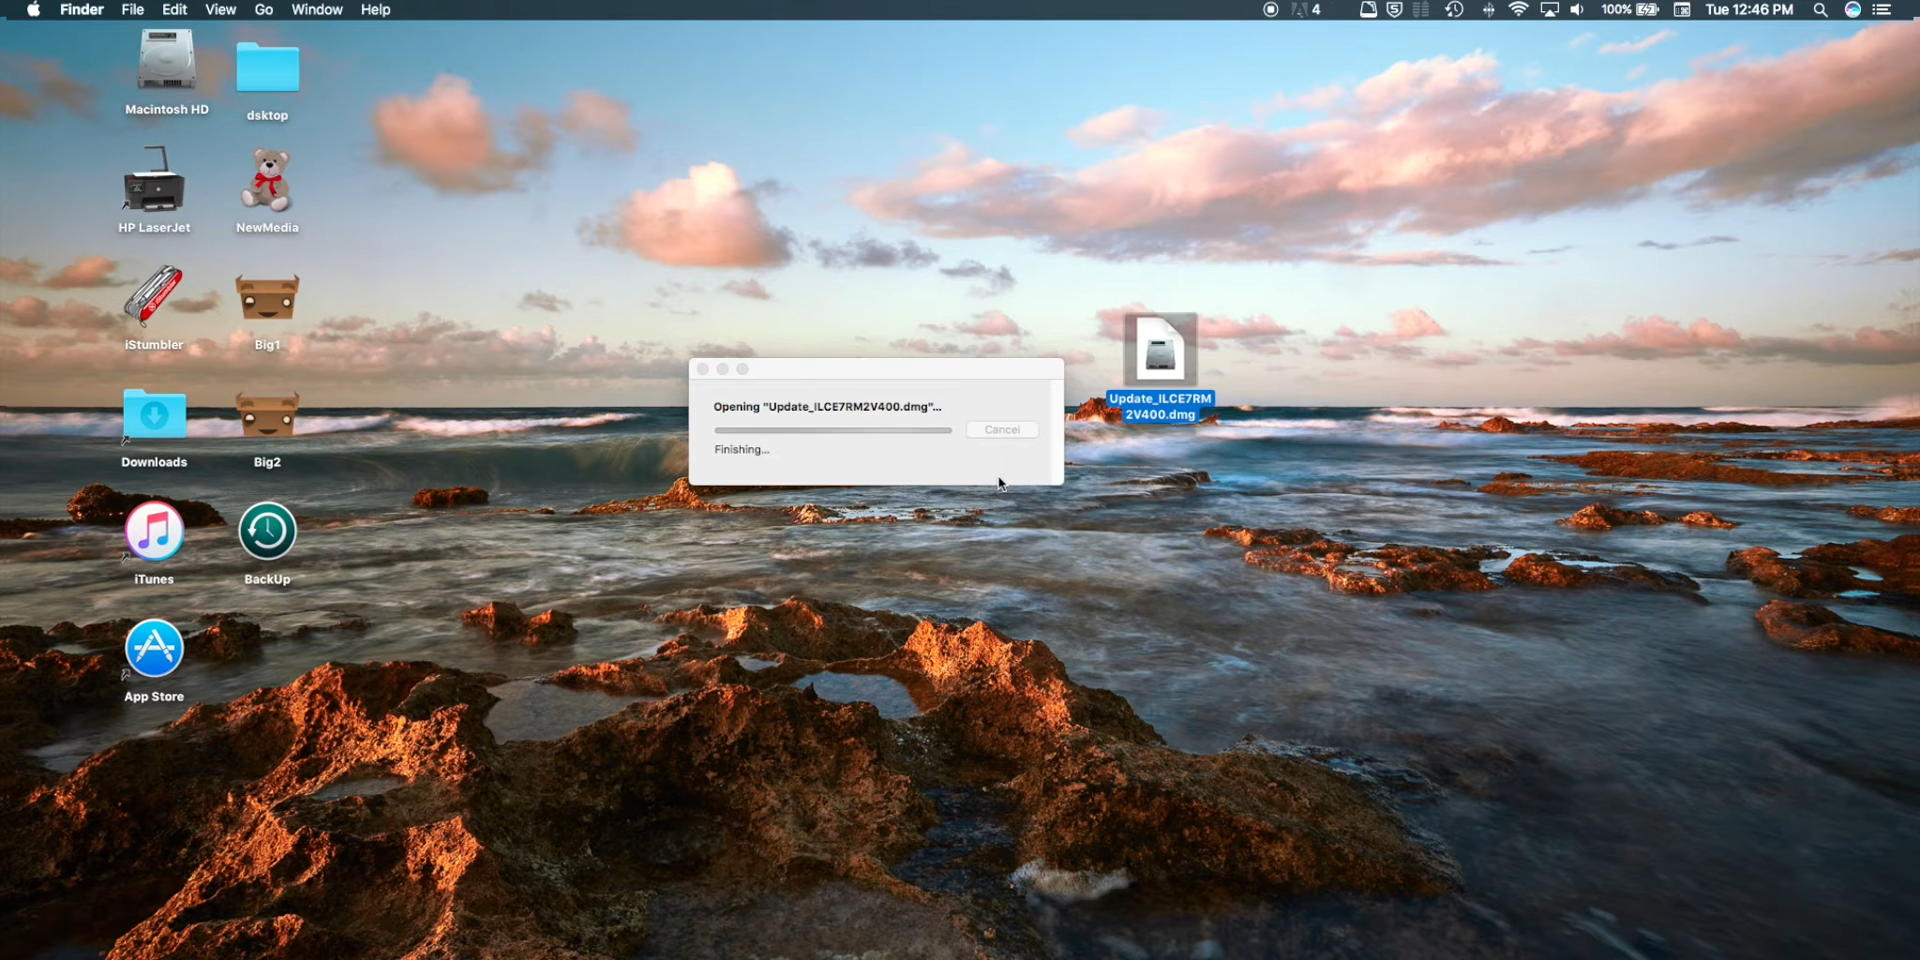 Finder File Edit View Go Window Help 4 100% Tue 12:46 PM
Macintosh HD
dsktop
HP LaserJet
NewMedia
iStumbler
Big1
Downloads
Big2
iTunes
BackUp
App Store
Opening "Update_ILCE7RM2V400.dmg"...
Cancel
Finishing...
Update_ILCE7RM
2V400.dmg